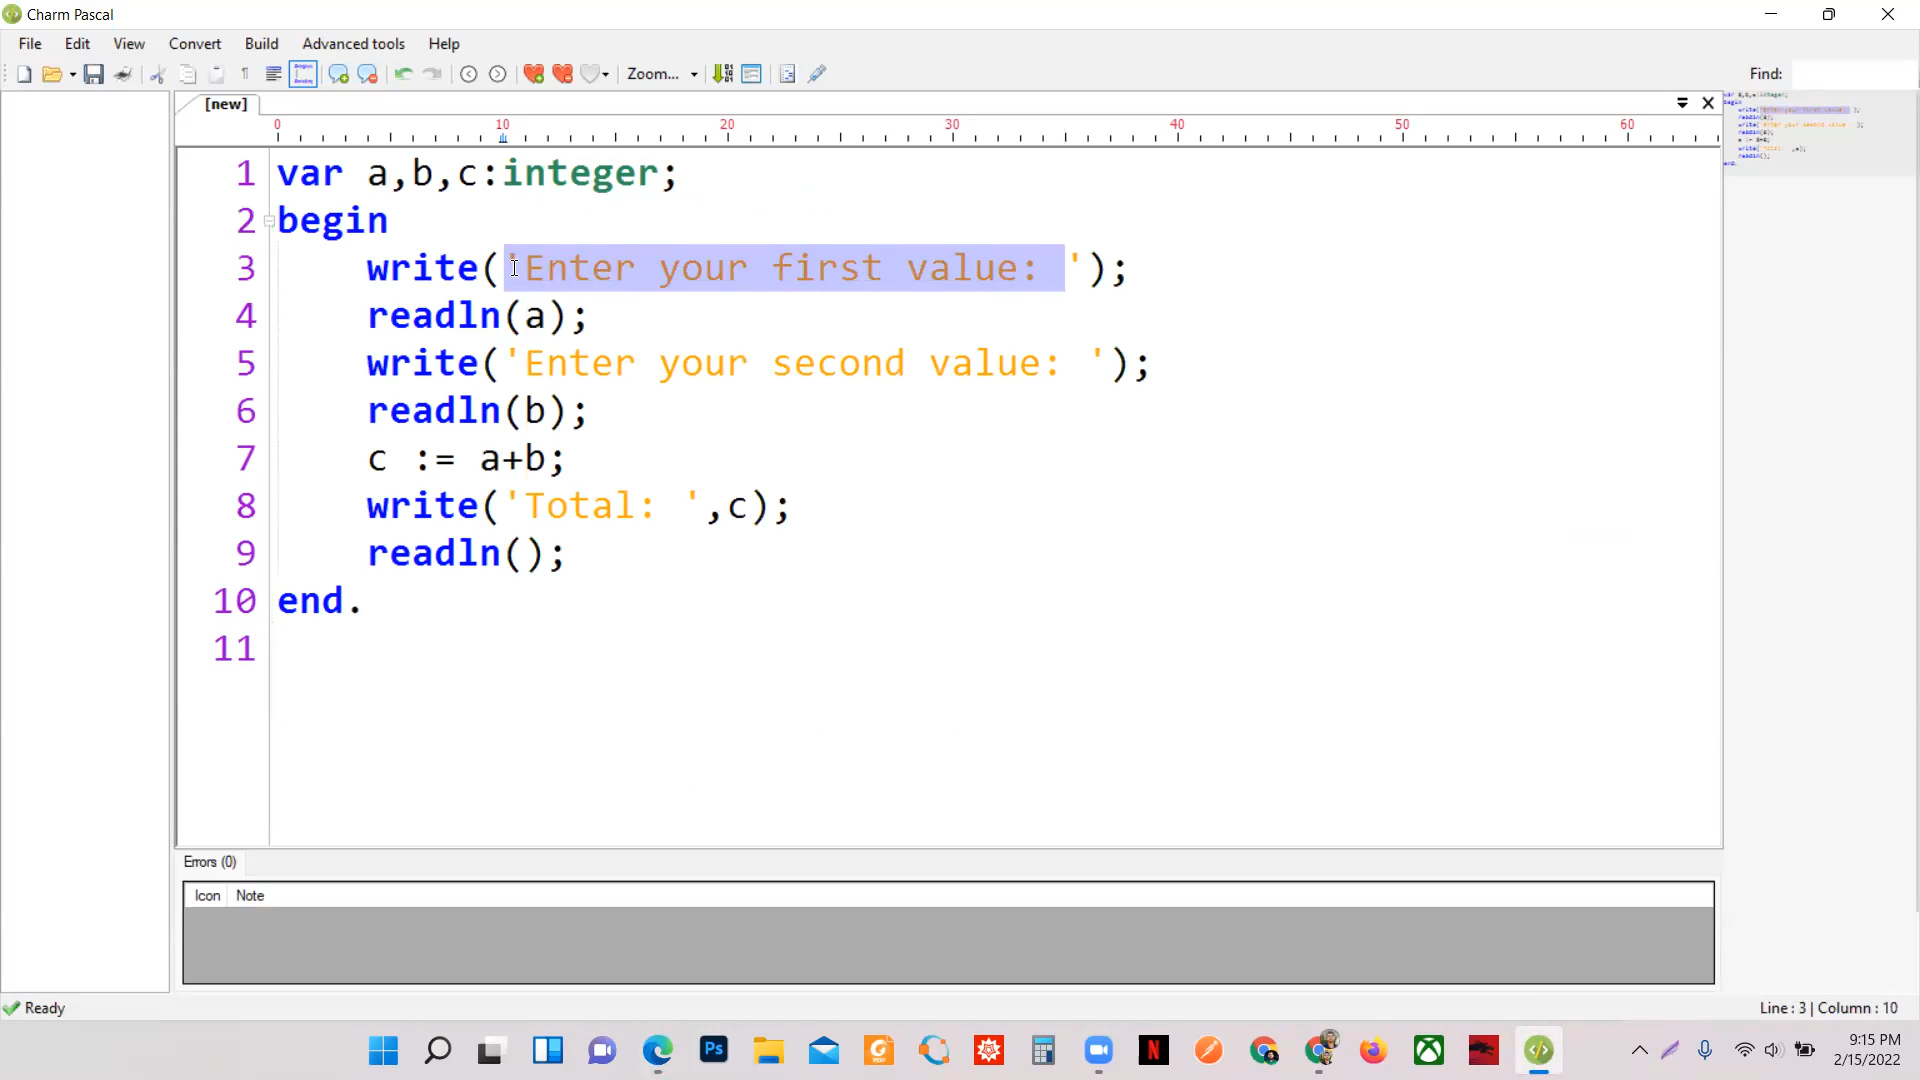 Charm Pascal
File Edit View Convert Build Advanced tools Help
Zoom... Find:
[new]
0 10 20 30 40 50 60
1 var a,b,c:integer;
2 begin
3 write('Enter your first value: ');
4 readln(a);
5 write('Enter your second value: ');
6 readln(b);
7 c := a+b;
8 write('Total: ',c);
9 readln();
10 end.
11
Errors (0)
Icon Note
Ready Line : 3 | Column : 10
Ps N
9:15 PM
2/15/2022